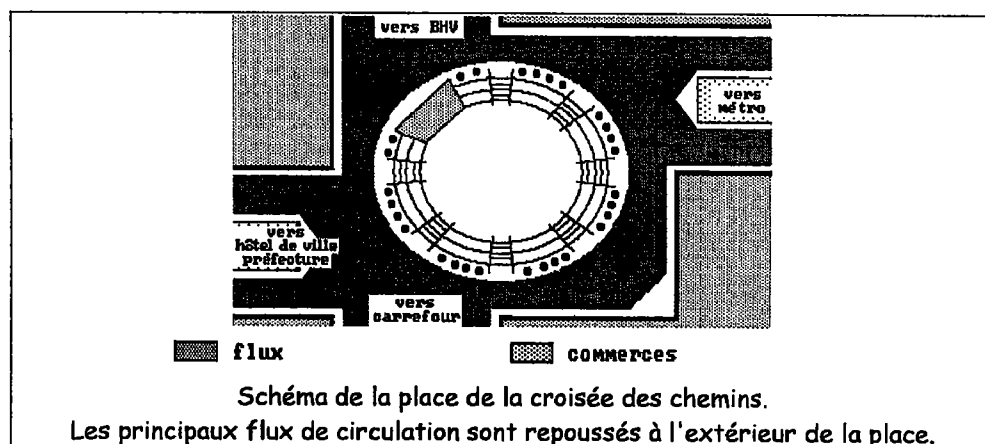 vers BHV
vers
métro
vers
hôtel de ville
préfecture
vers
carrefour
flux
commerces
Schéma de la place de la croisée des chemins.
Les principaux flux de circulation sont repoussés à l'extérieur de la place.